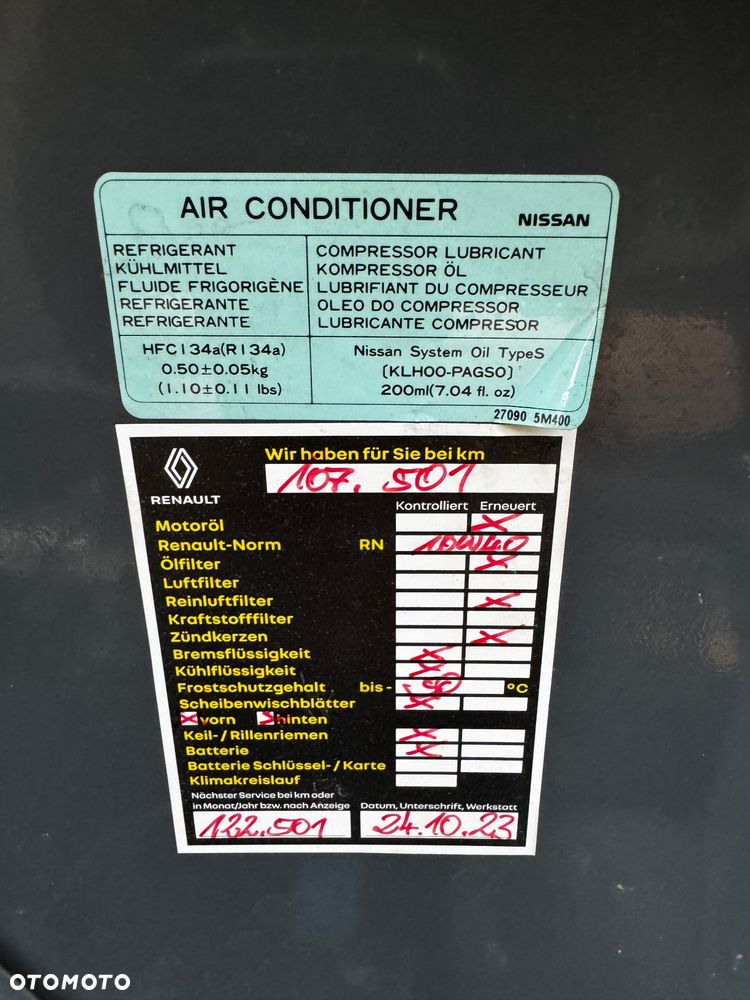 AIR CONDITIONER NISSAN
REFRIGERANT COMPRESSOR LUBRICANT
KÜHLMITTEL KOMPRESSOR ÖL
FLUIDE FRIGORIGÈNE LUBRIFIANT DU COMPRESSEUR
REFRIGERANTE OLEO DO COMPRESSOR
REFRIGERANTE LUBRICANTE COMPRESOR
HFC134a(R134a) Nissan System Oil TypeS
0.50±0.05kg [KLH00-PAGS0]
(1.10±0.11 lbs) 200ml(7.04 fl. oz)
27090 5M400
Wir haben für Sie bei km
RENAULT 107.501
Kontrolliert Erneuert
Motoröl X
Renault-Norm RN 10W40
Ölfilter X
Luftfilter
Reinluftfilter X
Kraftstofffilter
Zündkerzen X
Bremsflüssigkeit X
Kühlflüssigkeit X
Frostschutzgehalt bis- °C
Scheibenwischblätter X
X vorn X hinten
Keil-/Rillenriemen X
Batterie X
Batterie Schlüssel-/Karte
Klimakreislauf
Nächster Service bei km oder
in Monat/Jahr bzw. nach Anzeige Datum, Unterschrift, Werkstatt
122.501 24.10.23
OTOMOTO